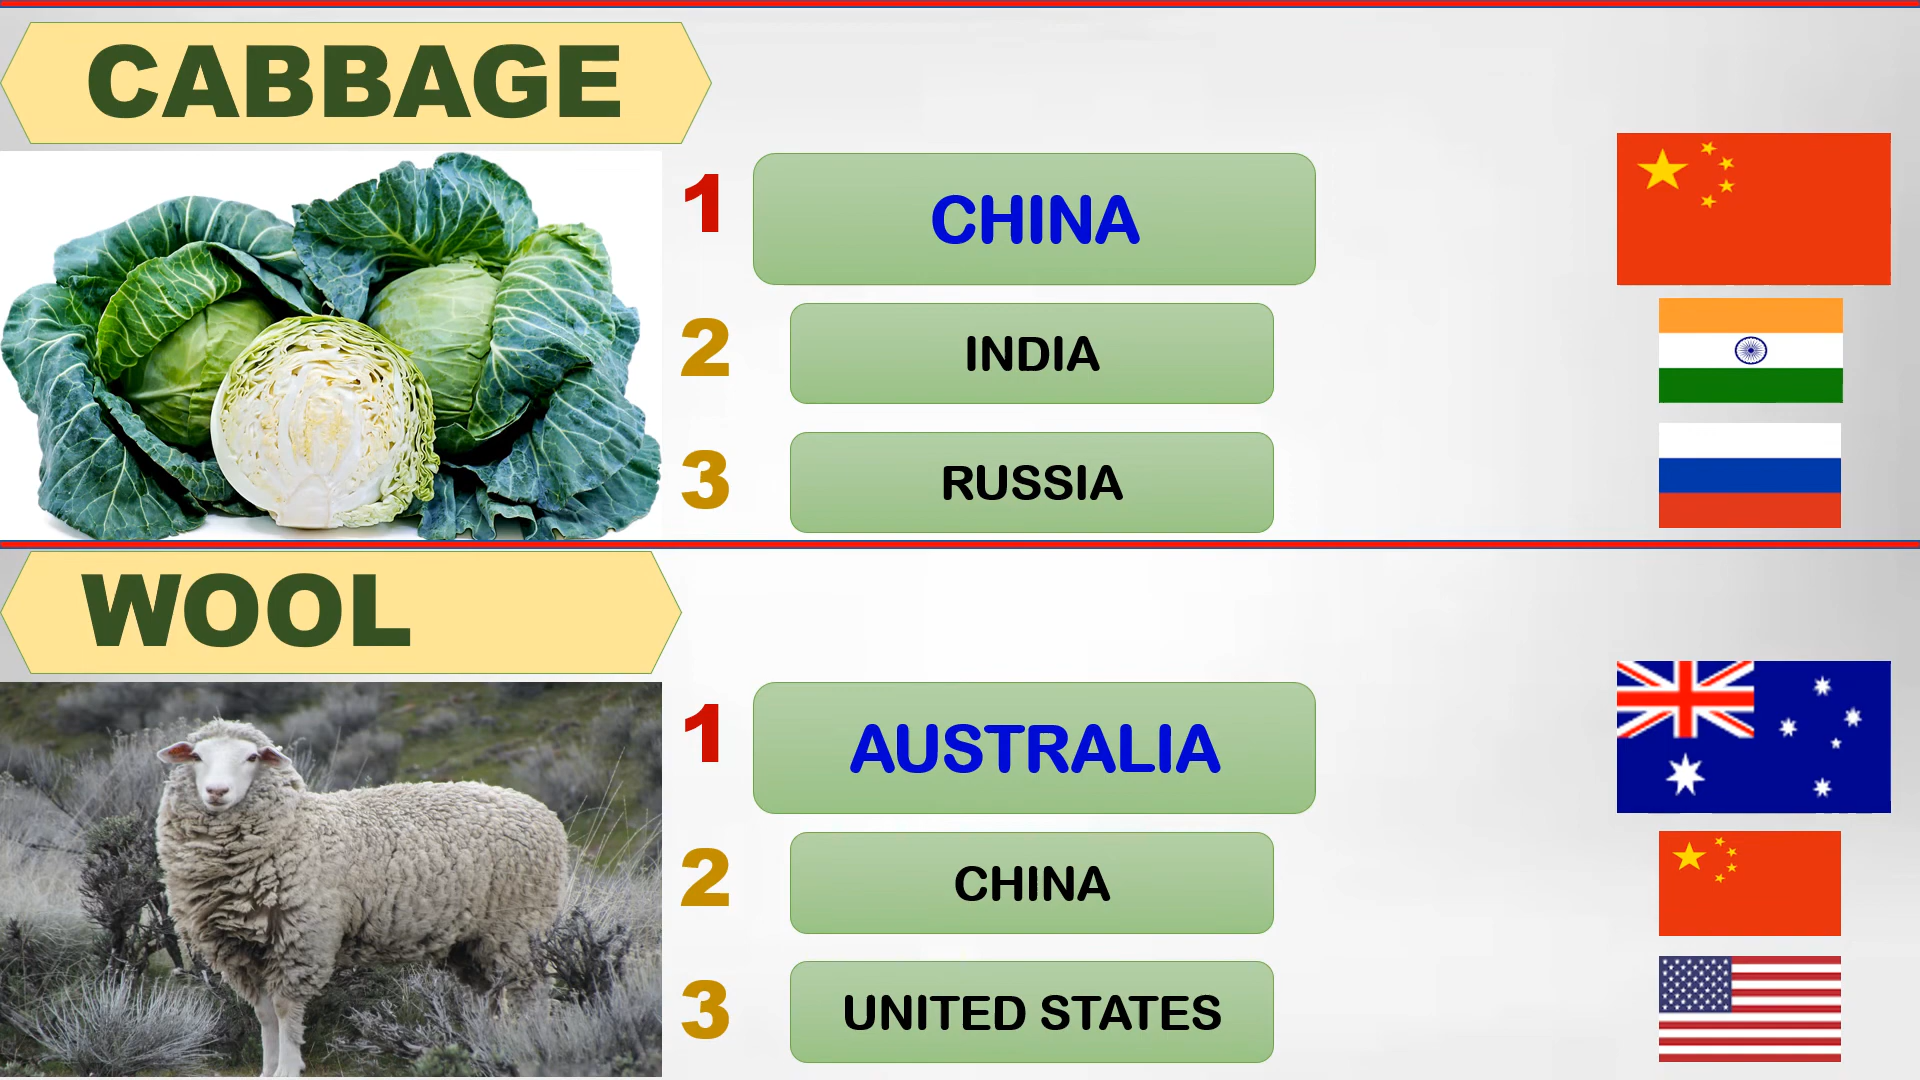 CABBAGE
1 CHINA
2 INDIA
3 RUSSIA
WOOL
1 AUSTRALIA
2 CHINA
3 UNITED STATES